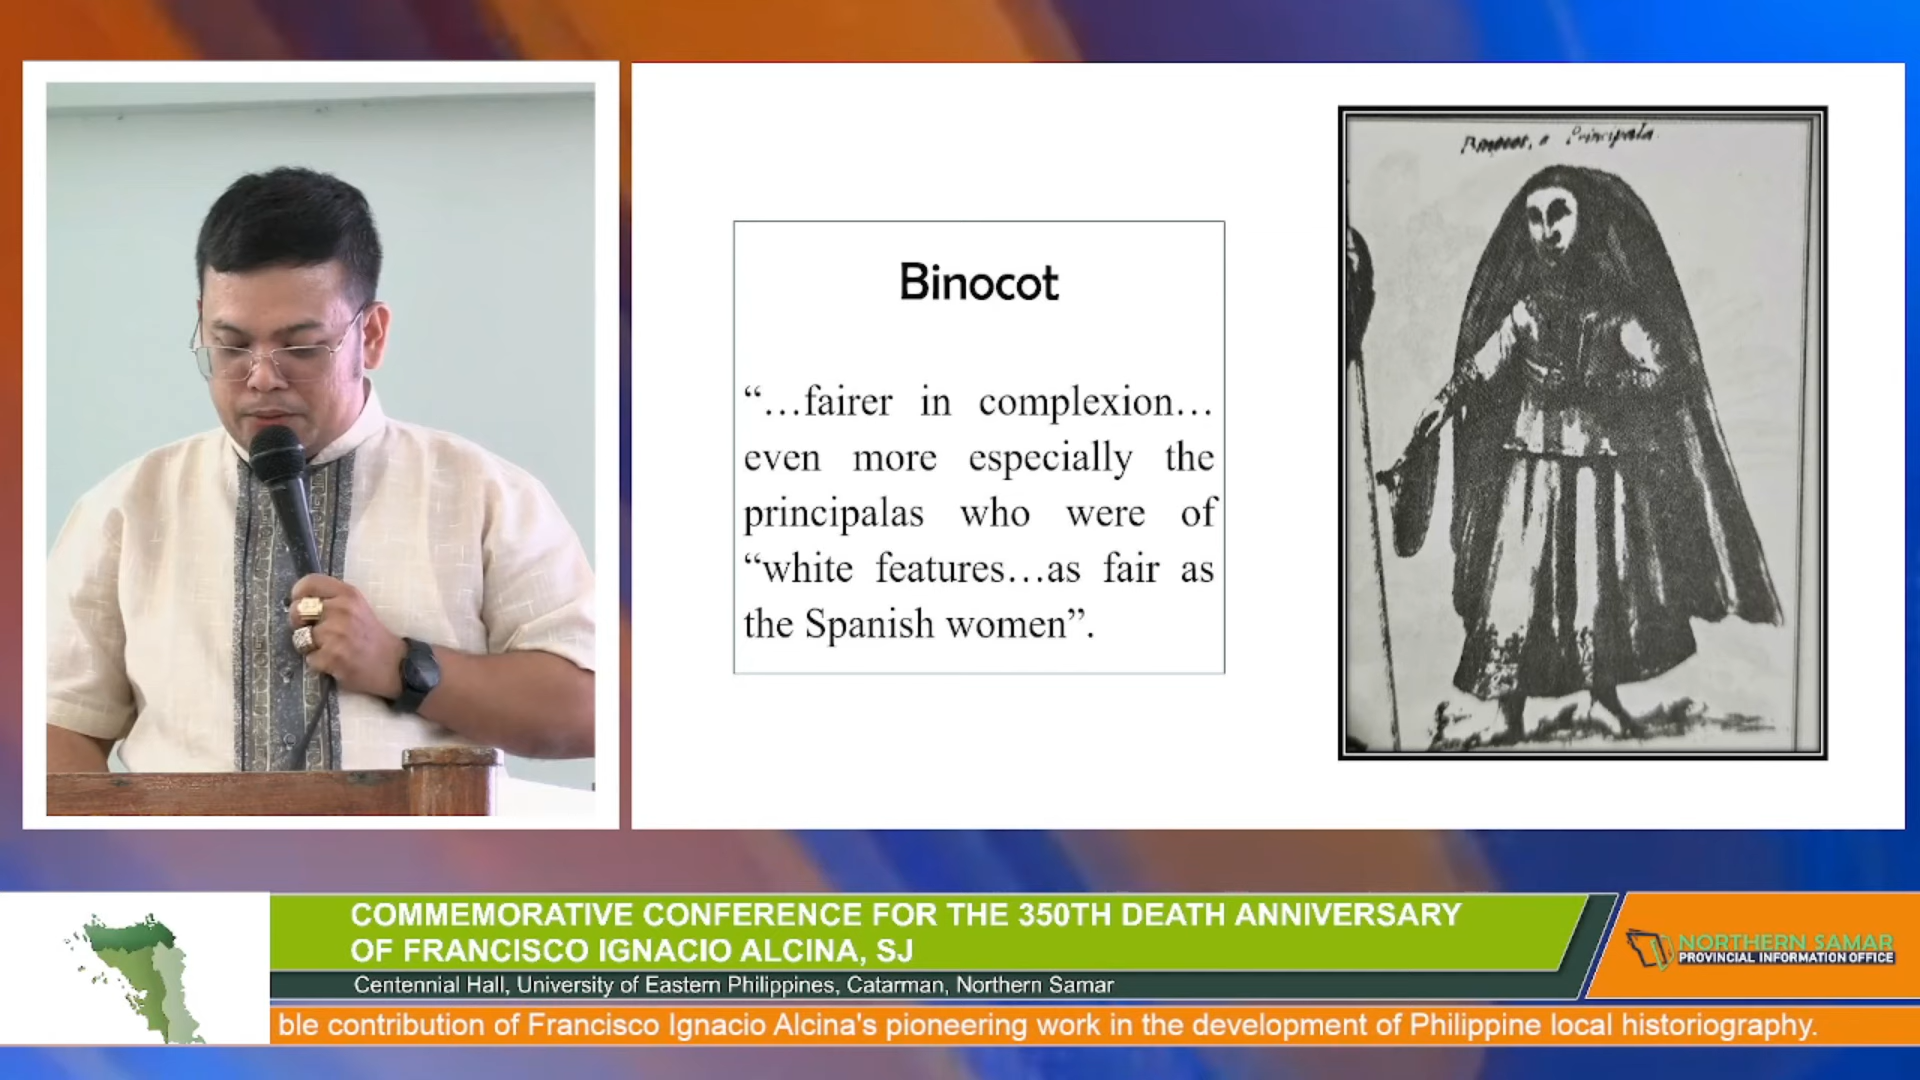 Binocot, o Principala.
Binocot
“…fairer in complexion…
even more especially the
principalas who were of
“white features…as fair as
the Spanish women”.
COMMEMORATIVE CONFERENCE FOR THE 350TH DEATH ANNIVERSARY
OF FRANCISCO IGNACIO ALCINA, SJ
Centennial Hall, University of Eastern Philippines, Catarman, Northern Samar
NORTHERN SAMAR
PROVINCIAL INFORMATION OFFICE
ble contribution of Francisco Ignacio Alcina's pioneering work in the development of Philippine local historiography.